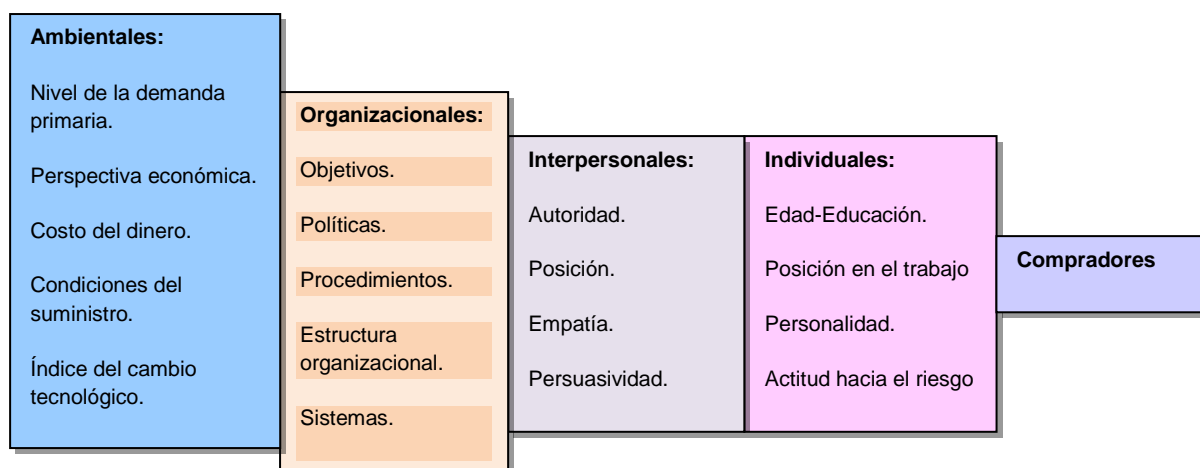 Ambientales:
Nivel de la demanda
primaria.
Perspectiva económica.
Costo del dinero.
Condiciones del
suministro.
Índice del cambio
tecnológico.
Organizacionales:
Objetivos.
Políticas.
Procedimientos.
Estructura
organizacional.
Sistemas.
Interpersonales:
Autoridad.
Posición.
Empatía.
Persuasividad.
Individuales:
Edad-Educación.
Posición en el trabajo
Personalidad.
Actitud hacia el riesgo
Compradores